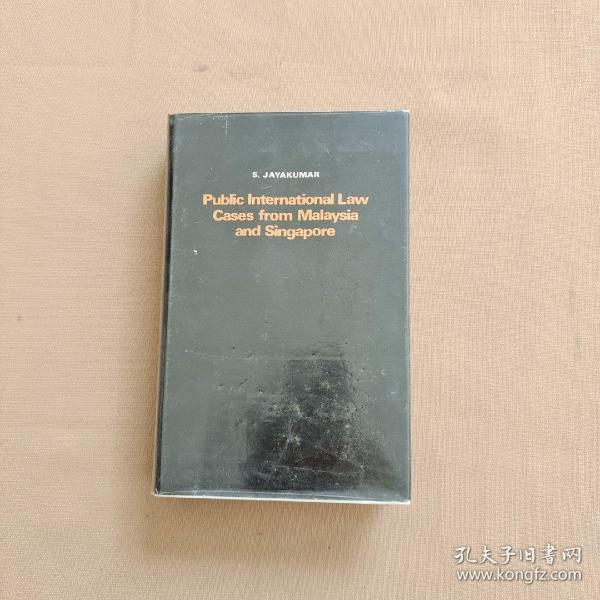 S. JAYAKUMAR
Public International Law
Cases from Malaysia
and Singapore
孔夫子旧书网
www.kongfz.com